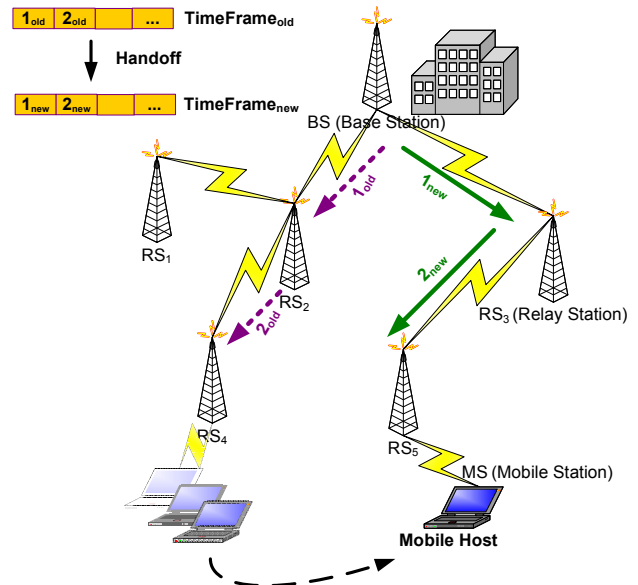 1old 2old ... TimeFrameold
Handoff
1new 2new ... TimeFramenew
BS (Base Station)
1old
1new
RS1
2new
RS2
RS3 (Relay Station)
2old
RS4
RS5
MS (Mobile Station)
Mobile Host